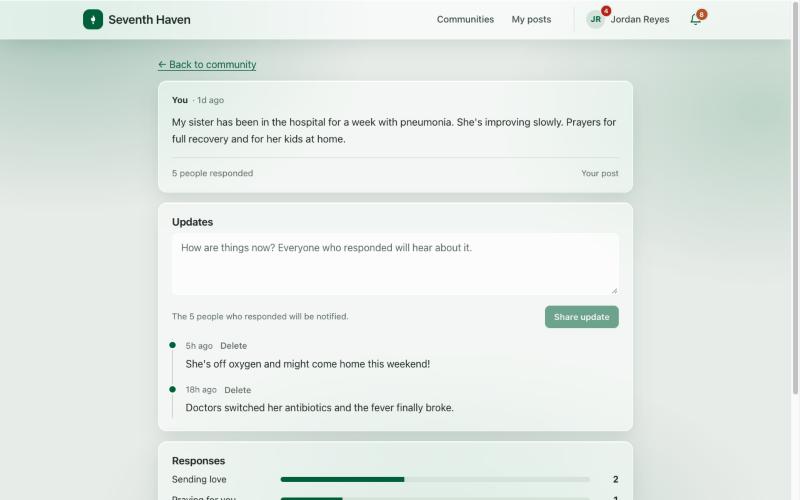 Seventh Haven
Communities
My posts
JR
4
Jordan Reyes
8
← Back to community
You · 1d ago
My sister has been in the hospital for a week with pneumonia. She's improving slowly. Prayers for
full recovery and for her kids at home.
5 people responded
Your post
Updates
How are things now? Everyone who responded will hear about it.
The 5 people who responded will be notified.
Share update
5h ago Delete
She's off oxygen and might come home this weekend!
18h ago Delete
Doctors switched her antibiotics and the fever finally broke.
Responses
Sending love
2
Praying for you
1